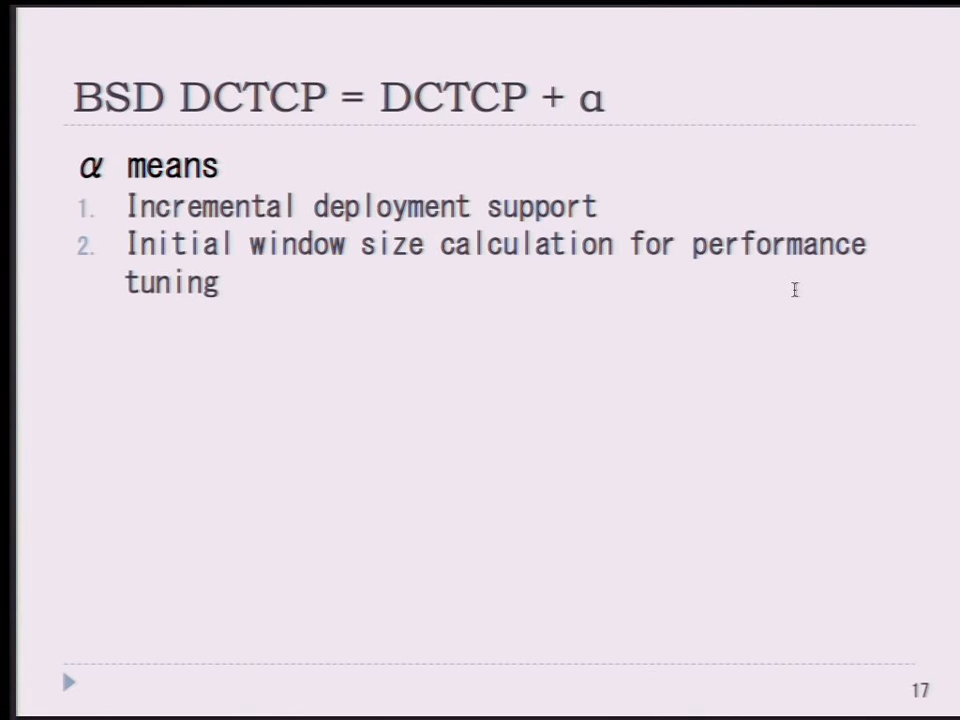 BSD DCTCP = DCTCP + α
α means
1. Incremental deployment support
2. Initial window size calculation for performance
tuning
17